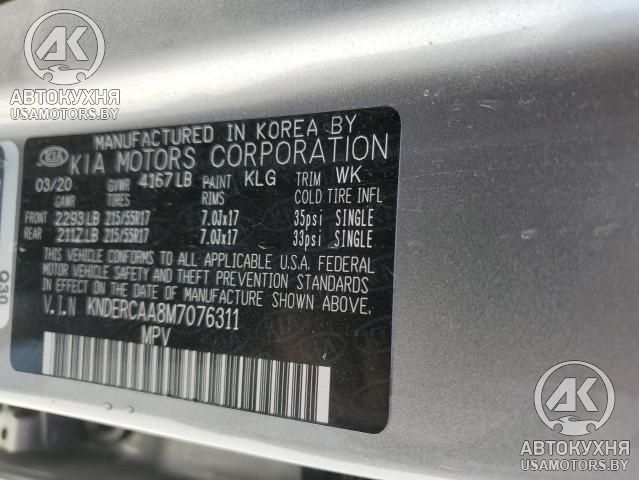 AK
АВТОКУХНЯ
USAMOTORS.BY
MANUFACTURED IN KOREA BY
KIA KIA MOTORS CORPORATION
03/20 GVWR 4167LB PAINT KLG TRIM WK
GAWR TIRES RIMS COLD TIRE INFL
FRONT 2293LB 215/55R17 7.0Jx17 35psi SINGLE
REAR 2117LB 215/55R17 7.0Jx17 33psi SINGLE
THIS VEHICLE CONFORMS TO ALL APPLICABLE U.S.A. FEDERAL
MOTOR VEHICLE SAFETY AND THEFT PREVENTION STANDARDS
IN EFFECT ON THE DATE OF MANUFACTURE SHOWN ABOVE.
V.I.N KNDERCAA8M7076311
MPV
Q30
AK
АВТОКУХНЯ
USAMOTORS.BY